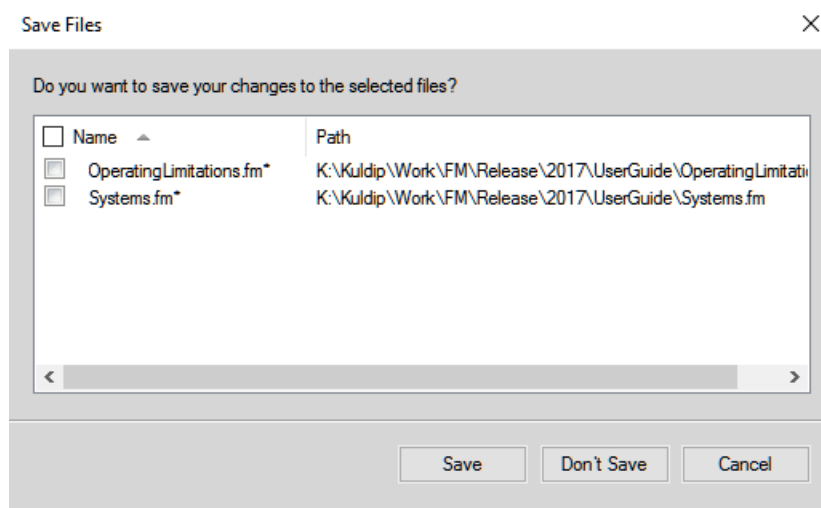 Save Files
Do you want to save your changes to the selected files?
Name Path
OperatingLimitations.fm* K:\Kuldip\Work\FM\Release\2017\UserGuide\OperatingLimitati
Systems.fm* K:\Kuldip\Work\FM\Release\2017\UserGuide\Systems.fm
Save Don't Save Cancel